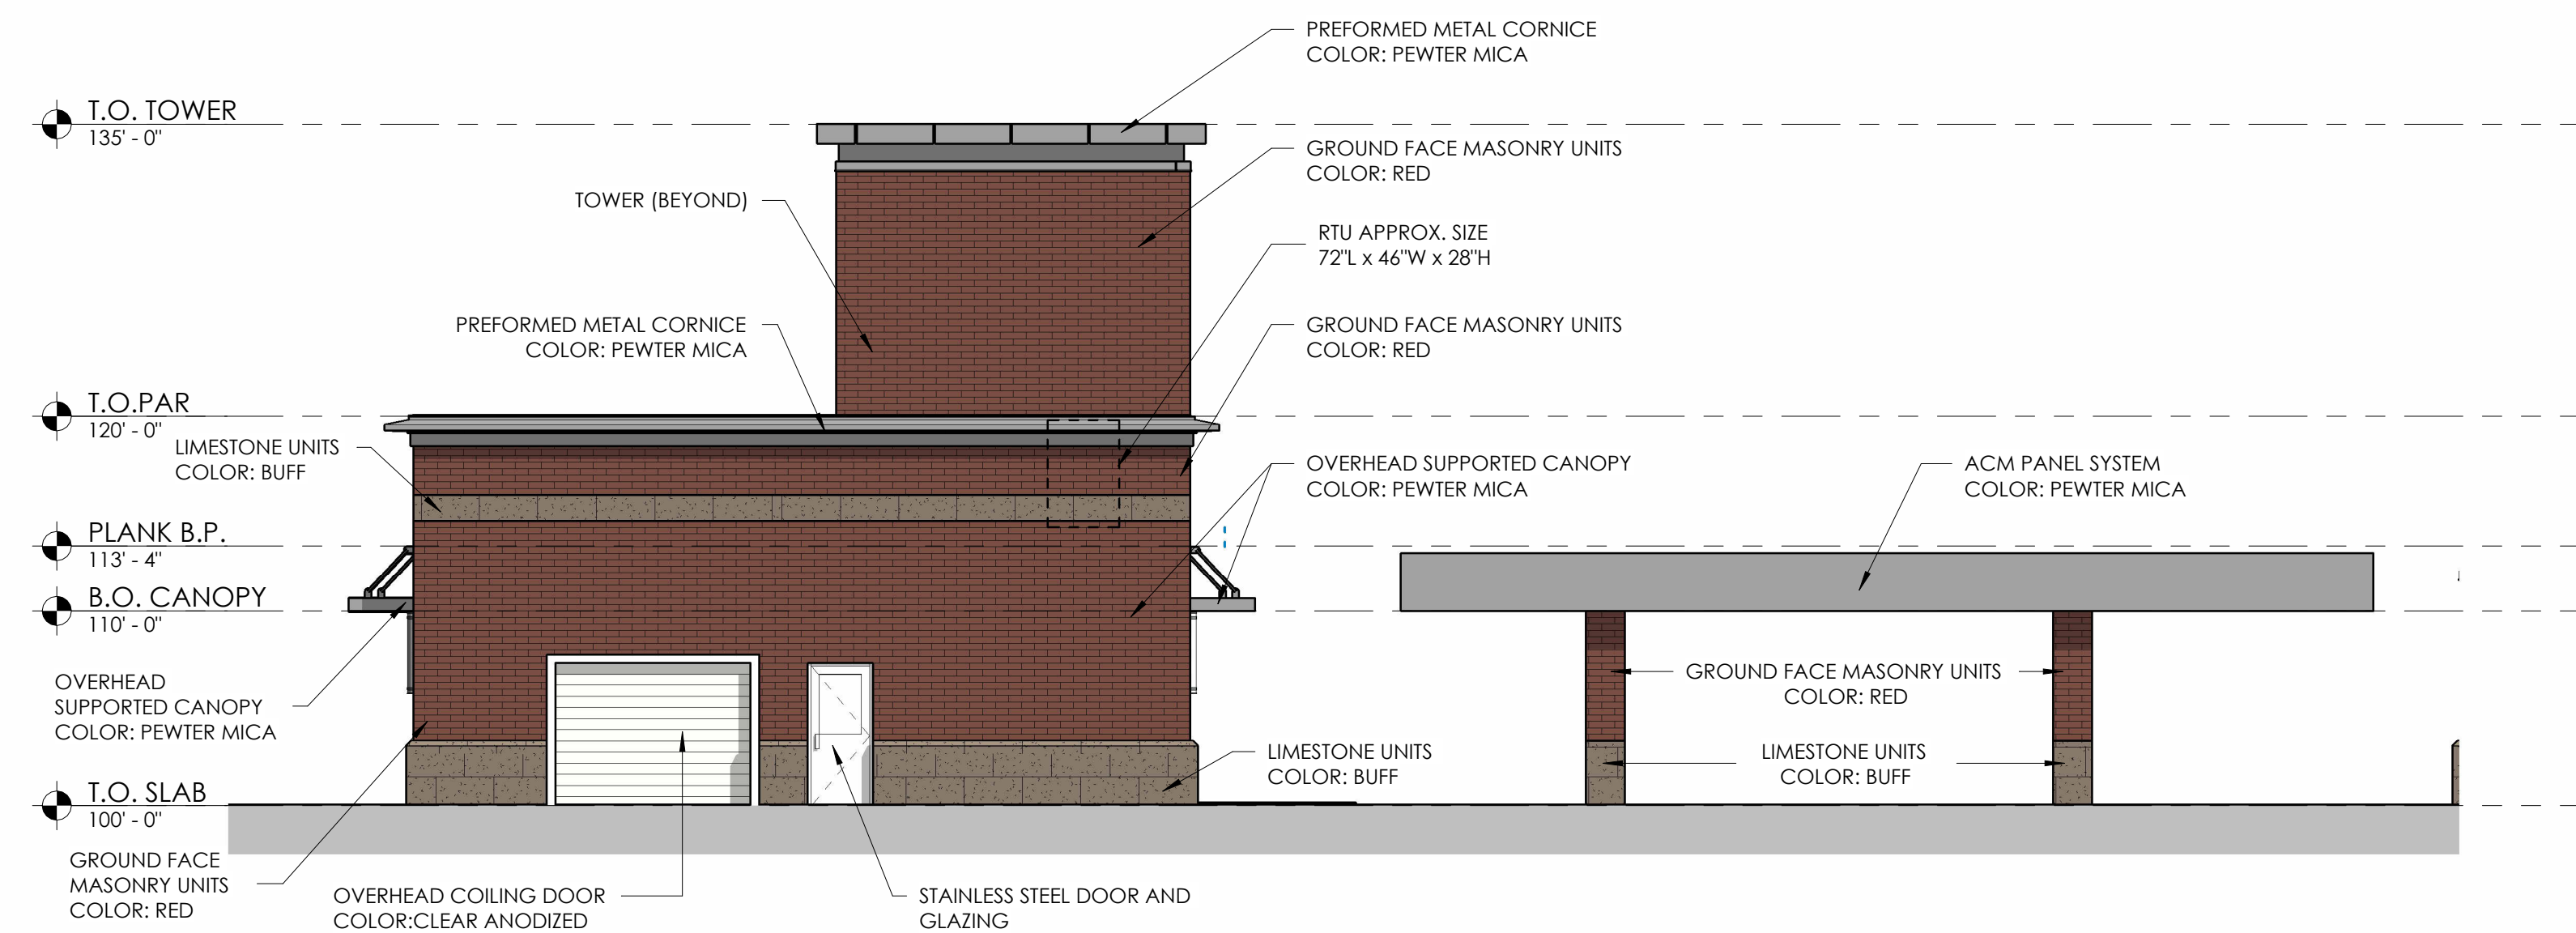 PREFORMED METAL CORNICE
COLOR: PEWTER MICA
T.O. TOWER
135' - 0"
GROUND FACE MASONRY UNITS
COLOR: RED
TOWER (BEYOND)
RTU APPROX. SIZE
72"L x 46"W x 28"H
PREFORMED METAL CORNICE
COLOR: PEWTER MICA
GROUND FACE MASONRY UNITS
COLOR: RED
T.O.PAR
120' - 0"
LIMESTONE UNITS
COLOR: BUFF
OVERHEAD SUPPORTED CANOPY
COLOR: PEWTER MICA
ACM PANEL SYSTEM
COLOR: PEWTER MICA
PLANK B.P.
113' - 4"
B.O. CANOPY
110' - 0"
OVERHEAD
SUPPORTED CANOPY
COLOR: PEWTER MICA
GROUND FACE MASONRY UNITS
COLOR: RED
LIMESTONE UNITS
COLOR: BUFF
LIMESTONE UNITS
COLOR: BUFF
T.O. SLAB
100' - 0"
GROUND FACE
MASONRY UNITS
COLOR: RED
OVERHEAD COILING DOOR
COLOR:CLEAR ANODIZED
STAINLESS STEEL DOOR AND
GLAZING